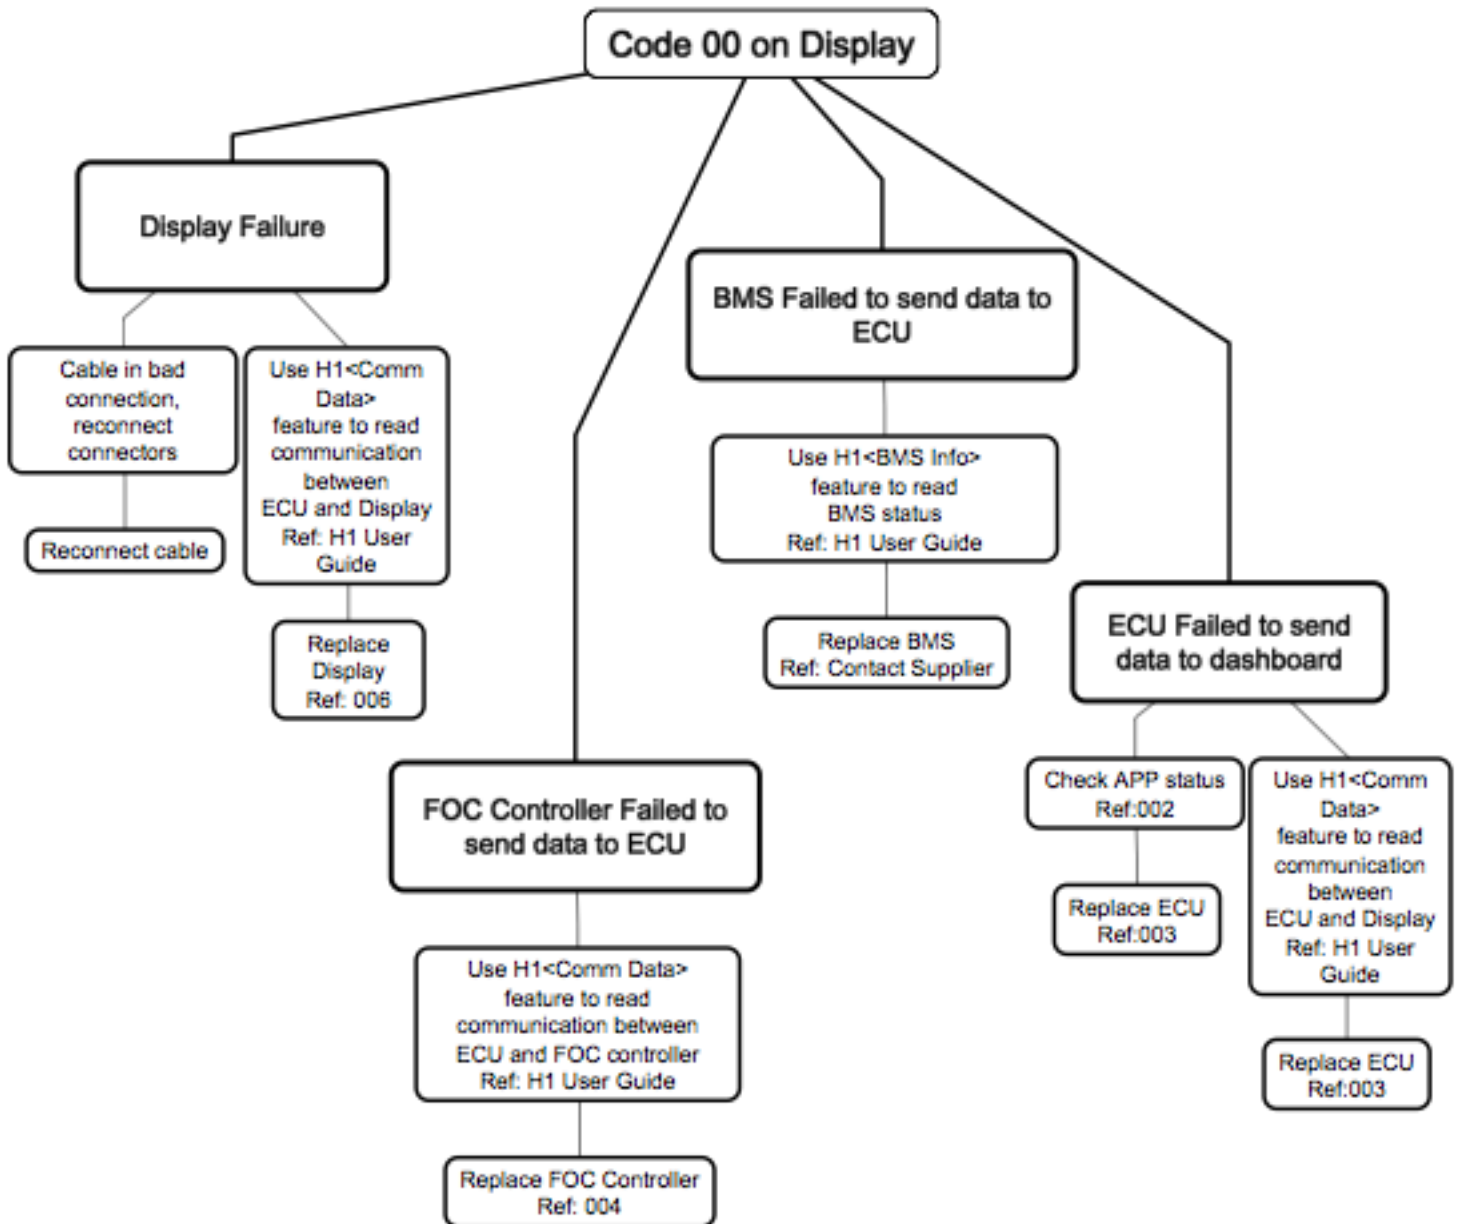 Code 00 on Display
Display Failure
Cable in bad
connection,
reconnect
connectors
Reconnect cable
Use H1<Comm
Data>
feature to read
communication
between
ECU and Display
Ref: H1 User
Guide
Replace
Display
Ref: 006
FOC Controller Failed to
send data to ECU
Use H1<Comm Data>
feature to read
communication between
ECU and FOC controller
Ref: H1 User Guide
Replace FOC Controller
Ref: 004
BMS Failed to send data to
ECU
Use H1<BMS Info>
feature to read
BMS status
Ref: H1 User Guide
Replace BMS
Ref: Contact Supplier
ECU Failed to send
data to dashboard
Check APP status
Ref:002
Replace ECU
Ref:003
Use H1<Comm
Data>
feature to read
communication
between
ECU and Display
Ref: H1 User
Guide
Replace ECU
Ref:003